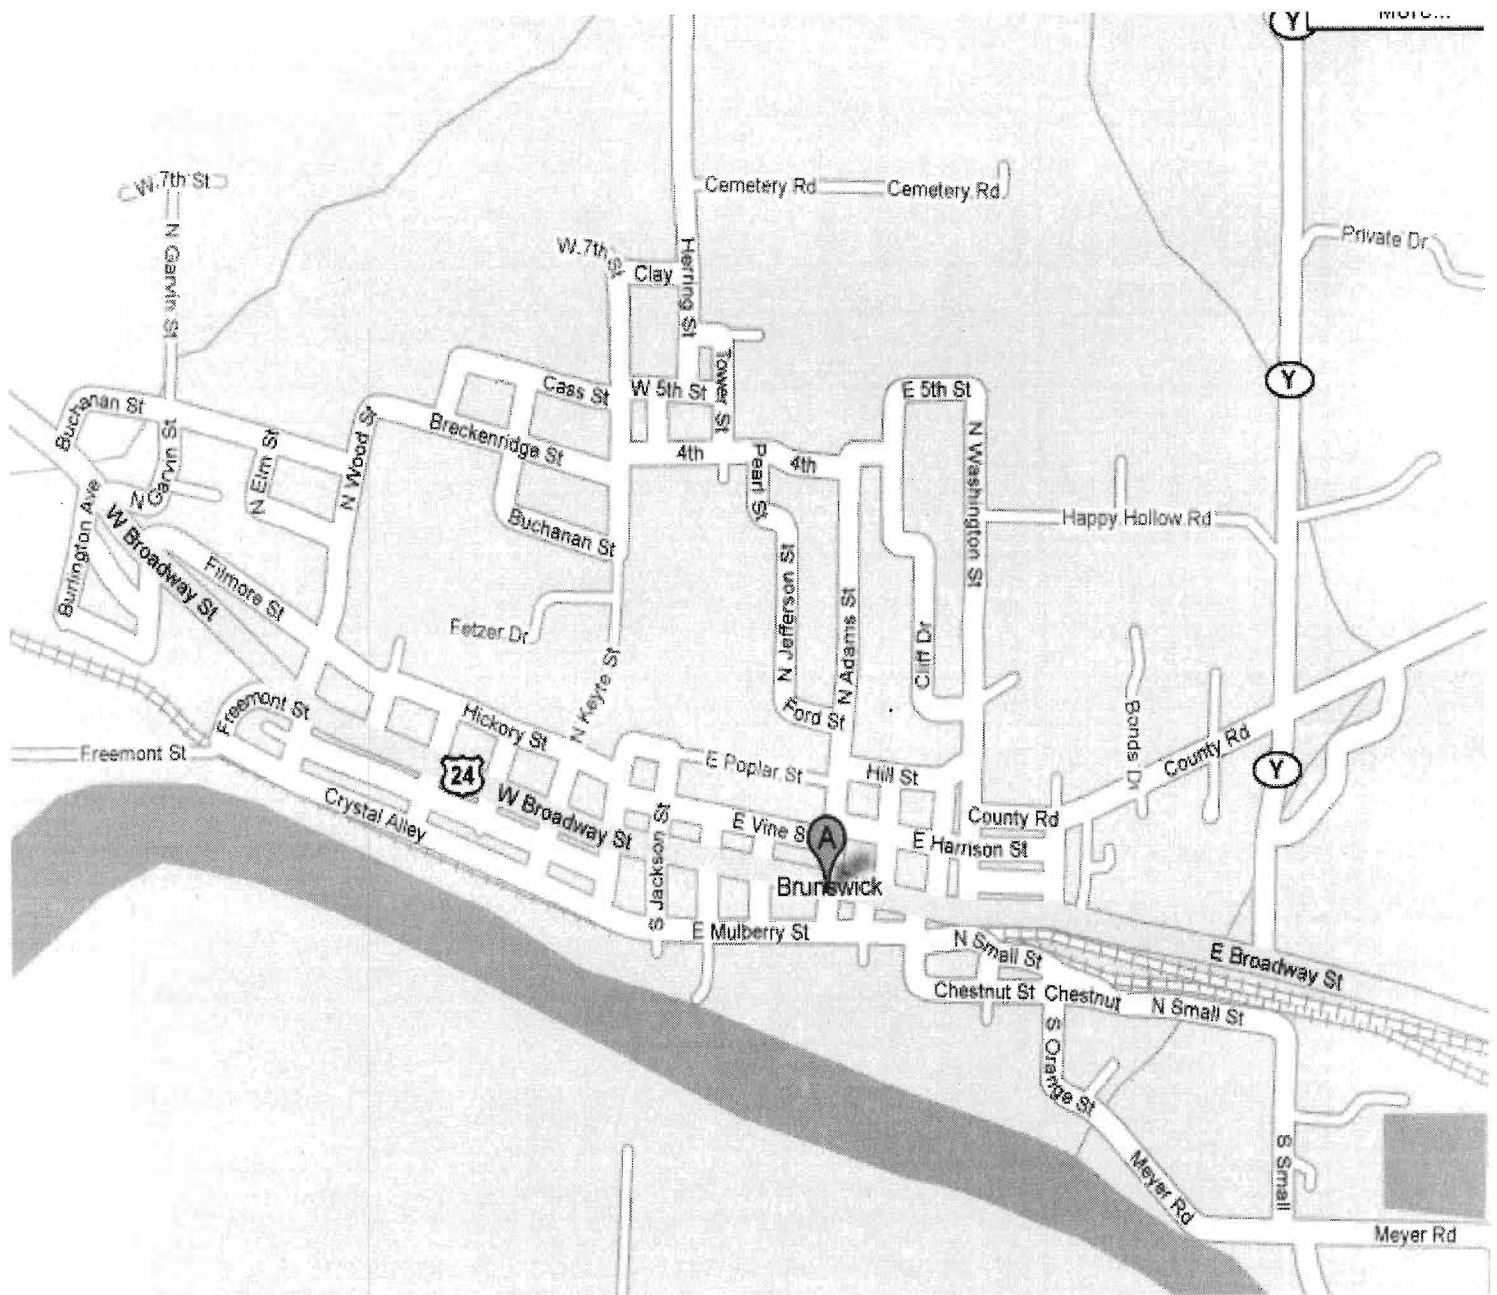 Y
More...
W 7th St
Cemetery Rd
Cemetery Rd
N Garvin St
Private Dr
W 7th St
Clay
Herring St
Y
Buchanan St
Cass St
W 5th St
Tower St
E 5th St
N Garvin St
N Elm St
N Wood St
Breckenridge St
4th
Pearl St
4th
N Washington St
Burlington Ave
W Broadway St
Buchanan St
Happy Hollow Rd
Filmore St
Fetzer Dr
N Jefferson St
N Adams St
Cliff Dr
N Keyte St
Freemont St
Freemont St
Hickory St
Ford St
Bonds Dr
County Rd
24
E Poplar St
Hill St
Y
Crystal Alley
W Broadway St
S Jackson St
E Vine S
A
County Rd
E Harrison St
Brunswick
E Mulberry St
N Small St
E Broadway St
Chestnut St
Chestnut
N Small St
S Orange St
Meyer Rd
S Small
Meyer Rd